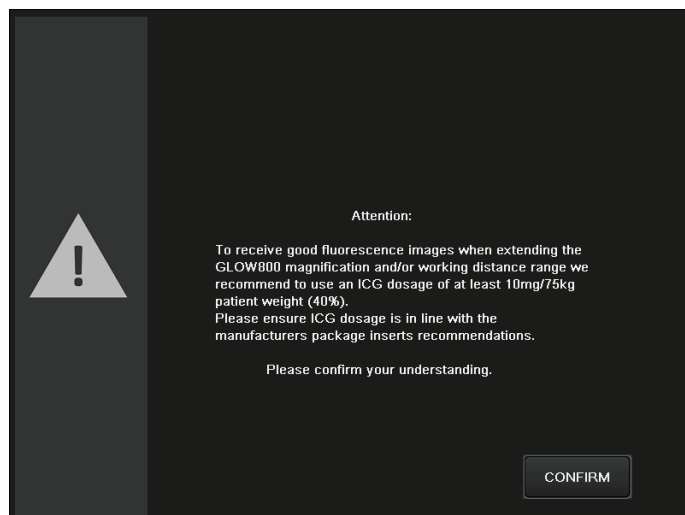 Attention:
To receive good fluorescence images when extending the
GLOW800 magnification and/or working distance range we
recommend to use an ICG dosage of at least 10mg/75kg
patient weight (40%).
Please ensure ICG dosage is in line with the
manufacturers package inserts recommendations.
Please confirm your understanding.
CONFIRM